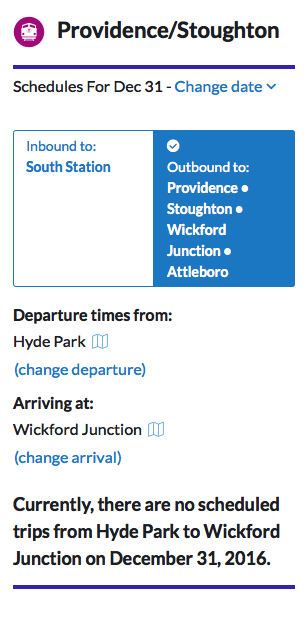 Providence/Stoughton
Schedules For Dec 31 - Change date
Inbound to:
South Station
Outbound to:
Providence •
Stoughton •
Wickford
Junction •
Attleboro
Departure times from:
Hyde Park
(change departure)
Arriving at:
Wickford Junction
(change arrival)
Currently, there are no scheduled
trips from Hyde Park to Wickford
Junction on December 31, 2016.